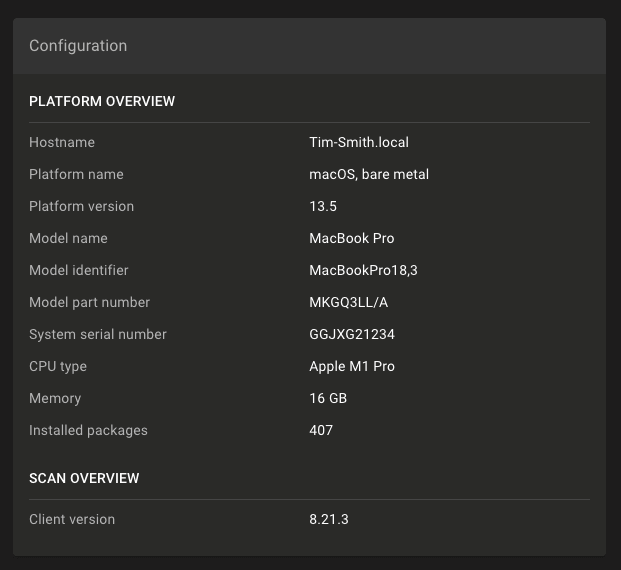 Configuration
PLATFORM OVERVIEW
Hostname Tim-Smith.local
Platform name macOS, bare metal
Platform version 13.5
Model name MacBook Pro
Model identifier MacBookPro18,3
Model part number MKGQ3LL/A
System serial number GGJXG21234
CPU type Apple M1 Pro
Memory 16 GB
Installed packages 407
SCAN OVERVIEW
Client version 8.21.3